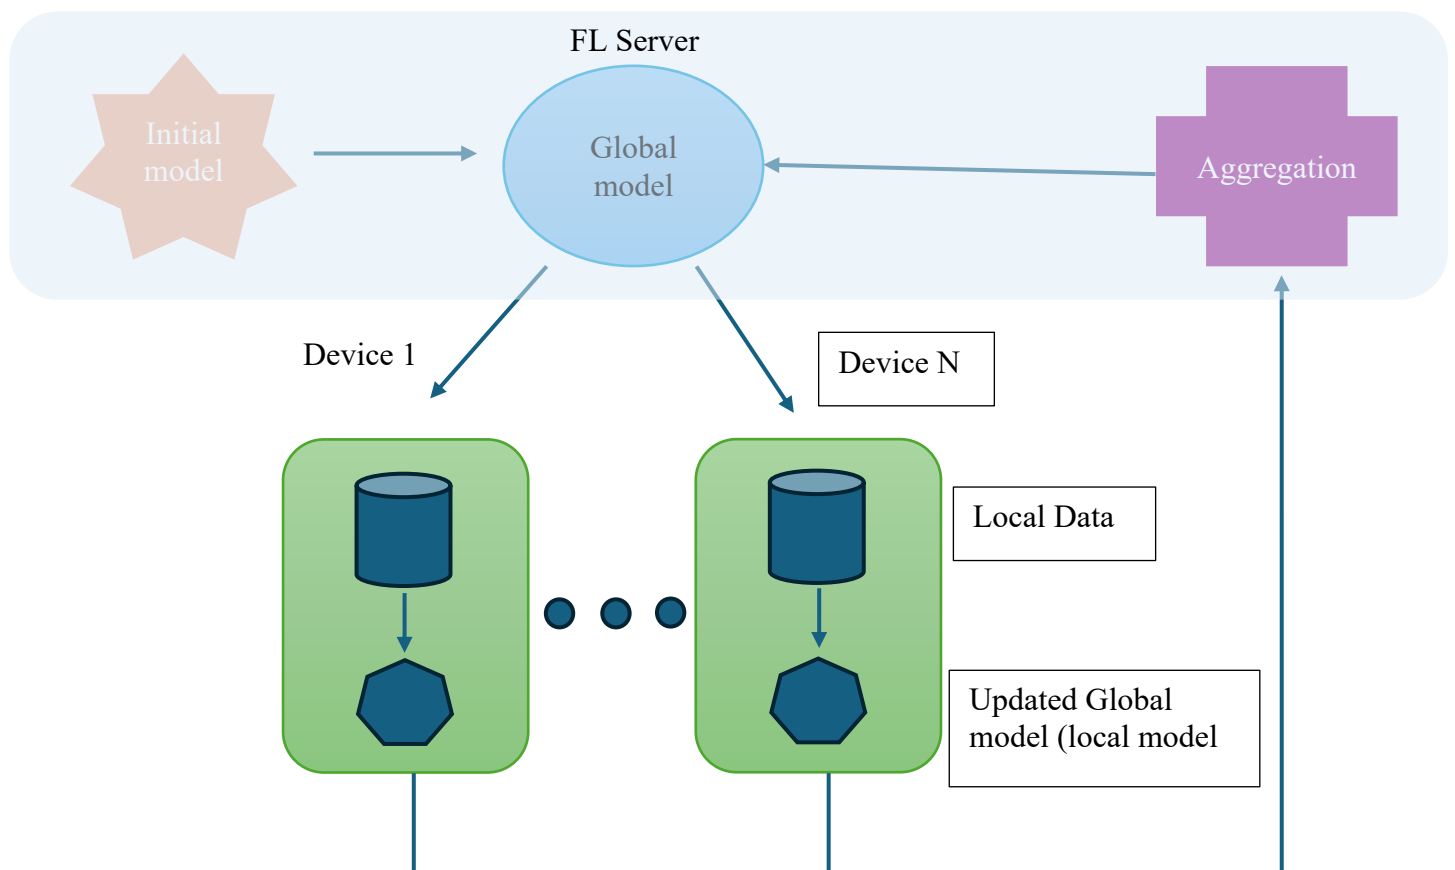 FL Server
Initial
model
Global
model
Aggregation
Device 1
Device N
Local Data
Updated Global
model (local model